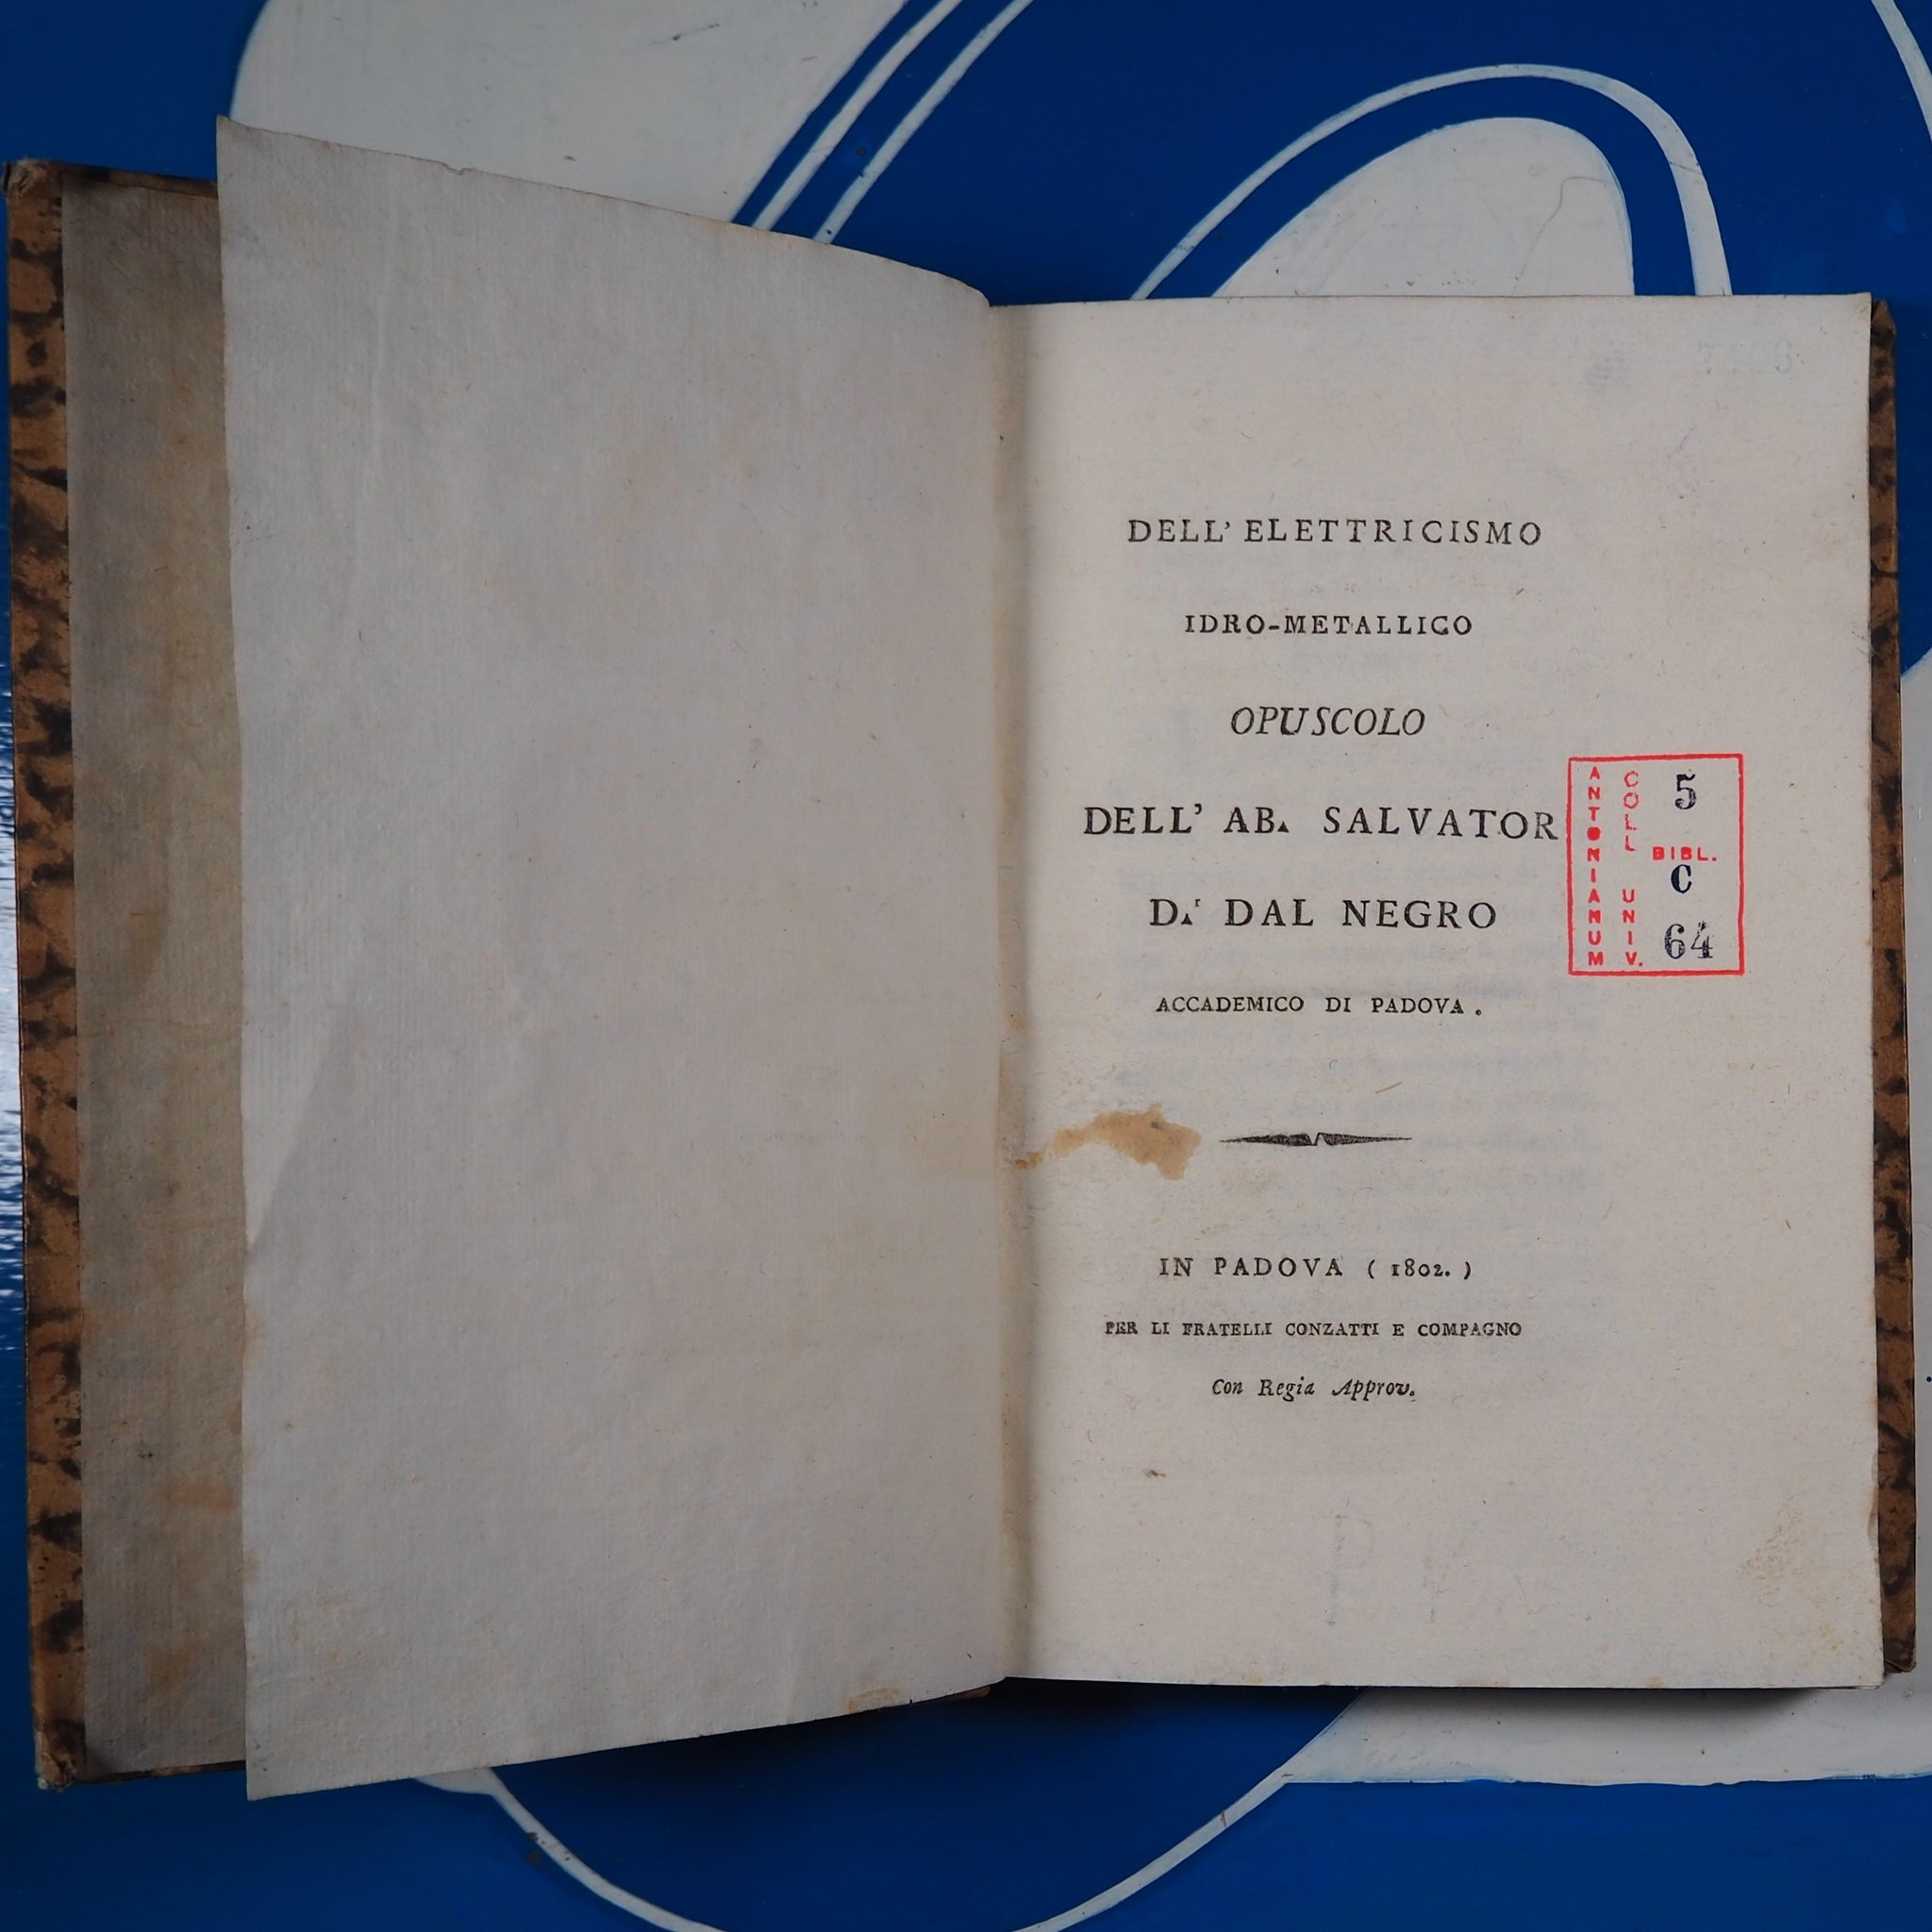 DELL' ELETTRICISMO
IDRO-METALLICO
OPUSCOLO
DELL' AB. SALVATOR
D.r DAL NEGRO
ACCADEMICO DI PADOVA.
IN PADOVA ( 1802. )
PER LI FRATELLI CONZATTI E COMPAGNO
Con Regia Approv.
ANTONIANUM
COLL UNIV.
5
BIBL.
C
64